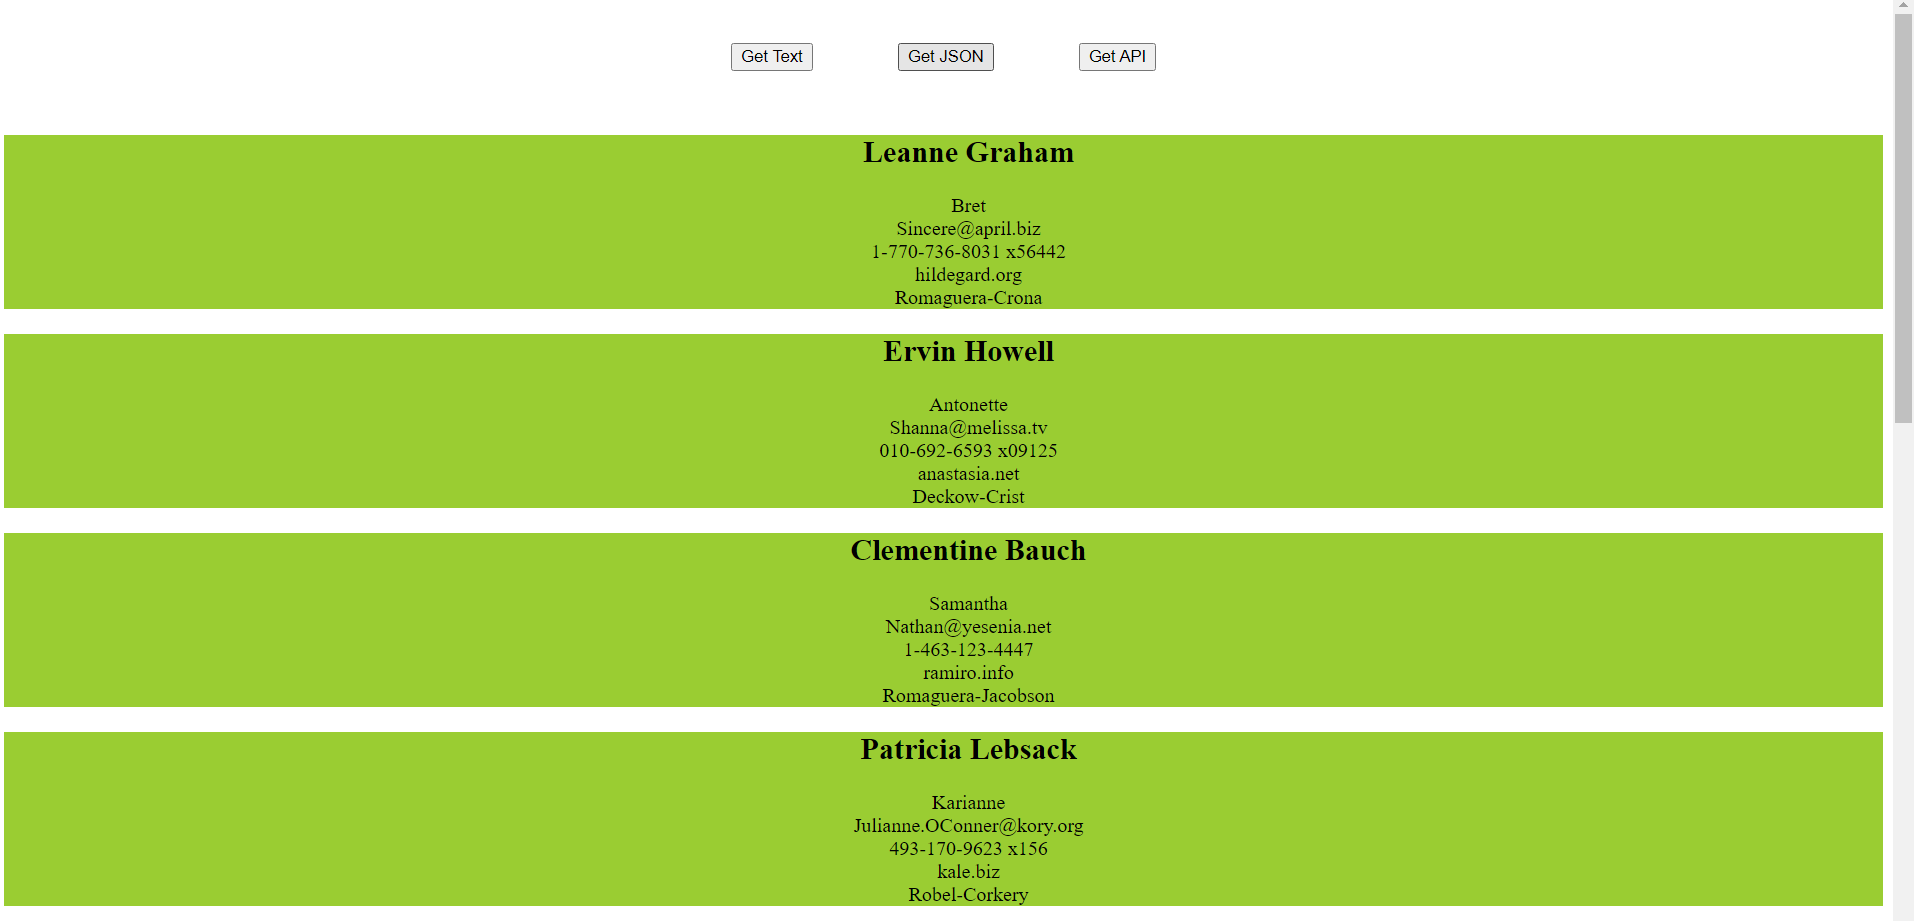 Get Text Get JSON Get API
Leanne Graham
Bret
Sincere@april.biz
1-770-736-8031 x56442
hildegard.org
Romaguera-Crona
Ervin Howell
Antonette
Shanna@melissa.tv
010-692-6593 x09125
anastasia.net
Deckow-Crist
Clementine Bauch
Samantha
Nathan@yesenia.net
1-463-123-4447
ramiro.info
Romaguera-Jacobson
Patricia Lebsack
Karianne
Julianne.OConner@kory.org
493-170-9623 x156
kale.biz
Robel-Corkery